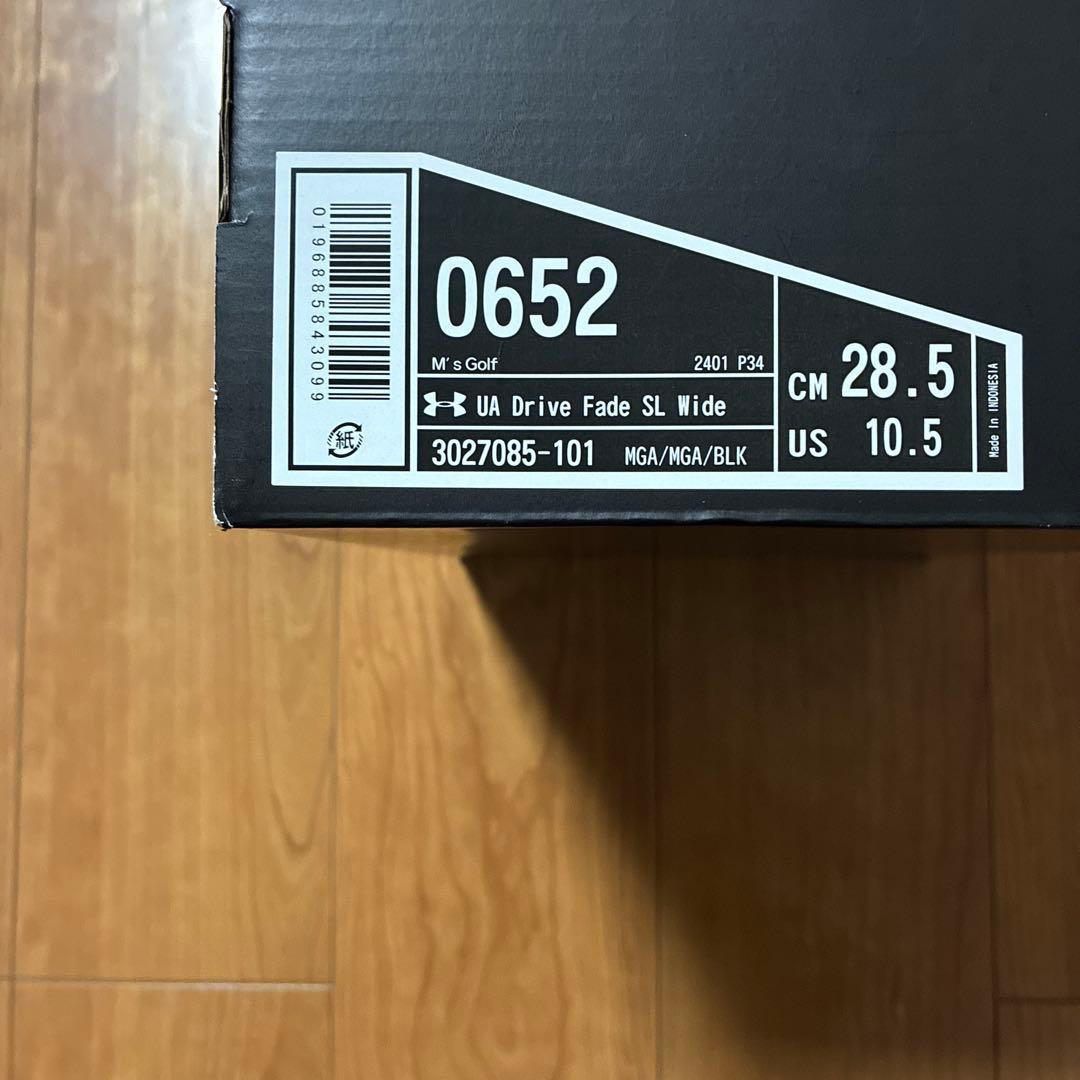 0196885843099
紙
0652
M's Golf 2401 P34
UA Drive Fade SL Wide
3027085-101 MGA/MGA/BLK
CM 28.5
US 10.5
Made In INDONESIA